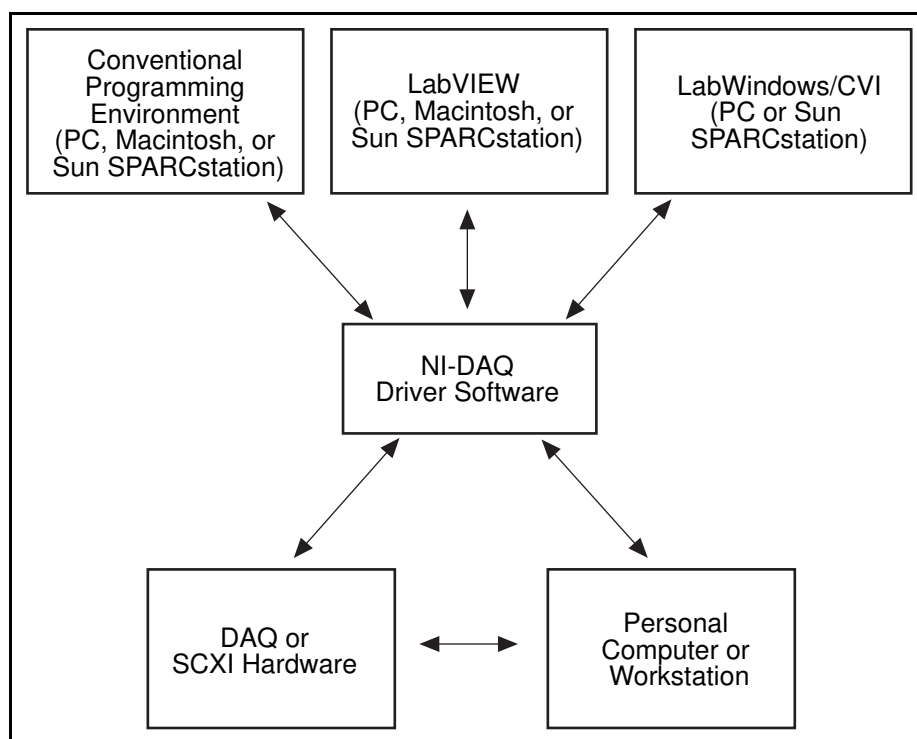 Conventional
Programming
Environment
(PC, Macintosh, or
Sun SPARCstation)
LabVIEW
(PC, Macintosh, or
Sun SPARCstation)
LabWindows/CVI
(PC or Sun
SPARCstation)
NI-DAQ
Driver Software
DAQ or
SCXI Hardware
Personal
Computer or
Workstation